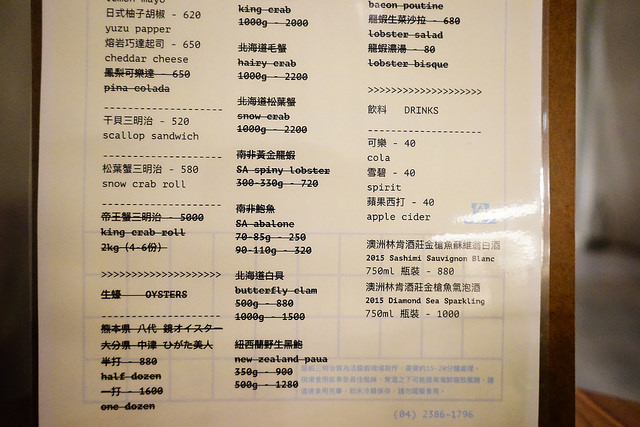 lemon mayo
日式柚子胡椒 - 620
yuzu papper
熔岩巧達起司 - 650
cheddar cheese
鳳梨可樂達 - 650
pina colada
干貝三明治 - 520
scallop sandwich
松葉蟹三明治 - 580
snow crab roll
帝王蟹三明治 - 5000
king crab roll
2kg (4-6份)
>>>>>>>>>>>>>>>>>>>>>
生蠔 OYSTERS
熊本県 八代 鏡オイスター
大分県 中津 ひがた美人
半打 - 880
half dozen
一打 - 1600
one dozen
king crab
1000g - 2000
北海道毛蟹
hairy crab
1000g - 2200
北海道松葉蟹
snow crab
1000g - 2200
南非黃金龍蝦
SA spiny lobster
300-330g - 720
南非鮑魚
SA abalone
70-85g - 250
90-110g - 320
北海道白貝
butterfly clam
500g - 880
1000g - 1500
紐西蘭野生黑鮑
new zealand paua
350g - 900
500g - 1280
bacon poutine
龍蝦生菜沙拉 - 680
lobster salad
龍蝦濃湯 - 80
lobster bisque
>>>>>>>>>>>>>>>>>>>>
飲料 DRINKS
可樂 - 40
cola
雪碧 - 40
spirit
蘋果西打 - 40
apple cider
澳洲林肯酒莊金槍魚蘇維翁白酒
2015 Sashimi Sauvignon Blanc
750ml 瓶裝 - 880
澳洲林肯酒莊金槍魚氣泡酒
2015 Diamond Sea Sparkling
750ml 瓶裝 - 1000
(04) 2386-1796